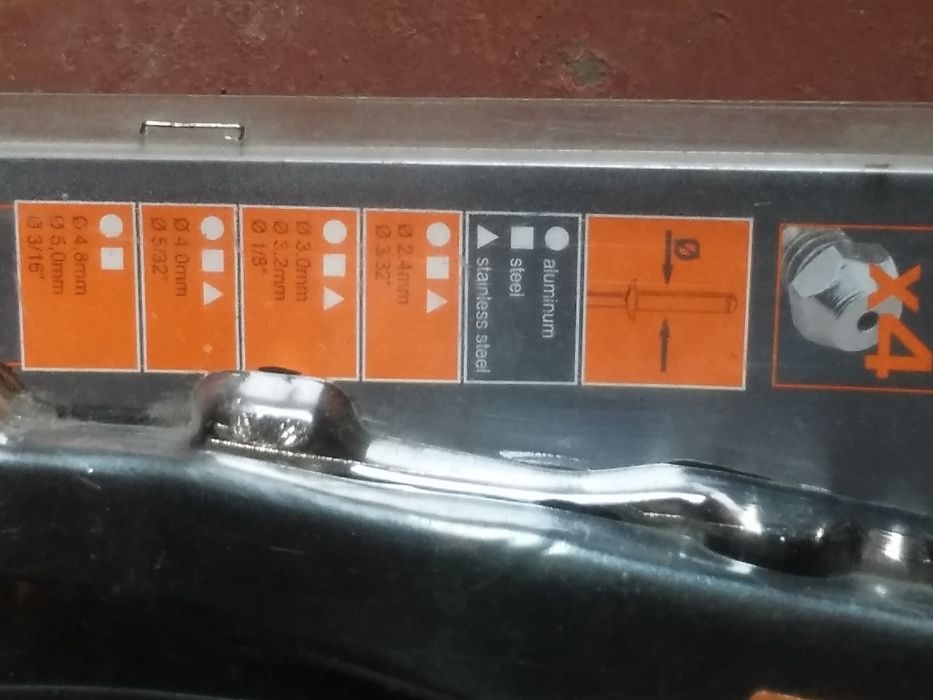 x4
Ø
aluminum
steel
stainless steel
Ø 2.4mm
Ø 3.32"
Ø 3.0mm
Ø 3.2mm
Ø 1/8"
Ø 4.0mm
Ø 5/32"
Ø 4.8mm
Ø 5.0mm
Ø 3/16"